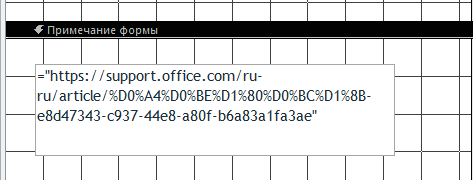 Примечание формы
="https://support.office.com/ru-
ru/article/%D0%A4%D0%BE%D1%80%D0%BC%D1%8B-
e8d47343-c937-44e8-a80f-b6a83a1fa3ae"